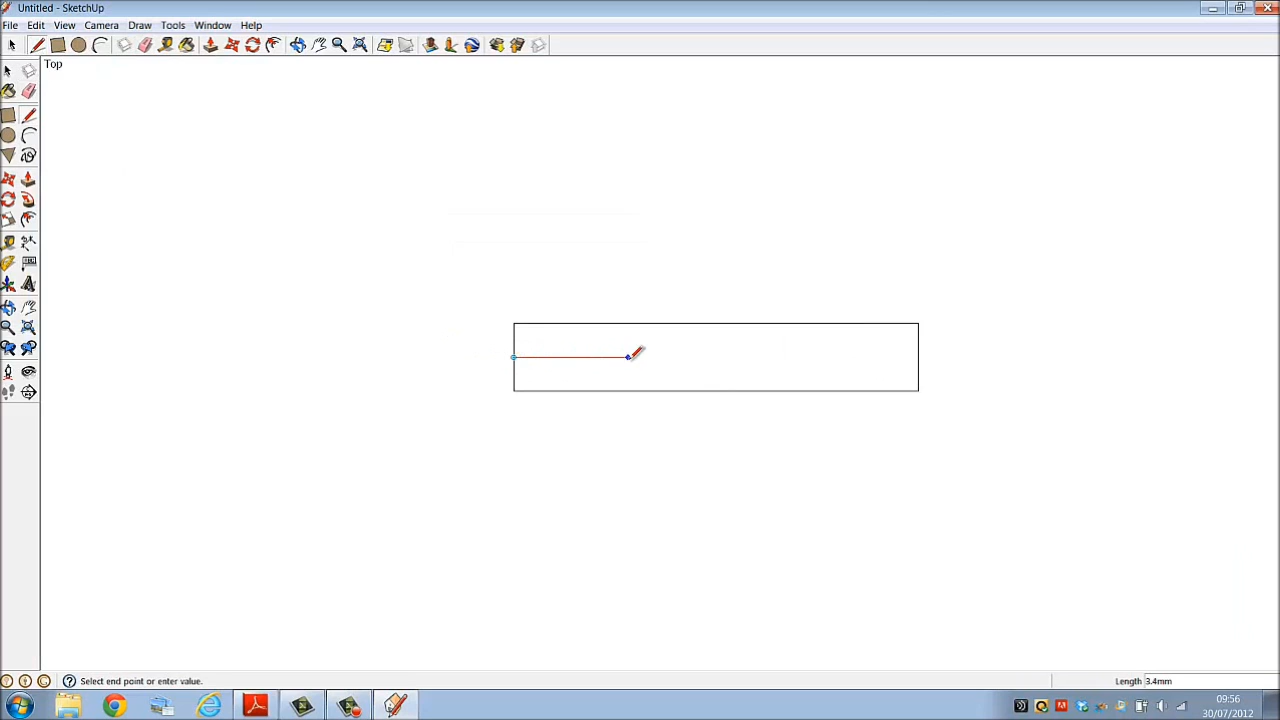 Untitled - SketchUp
File Edit View Camera Draw Tools Window Help
Top
Select end point or enter value.
Length 3.4mm
09:56
30/07/2012